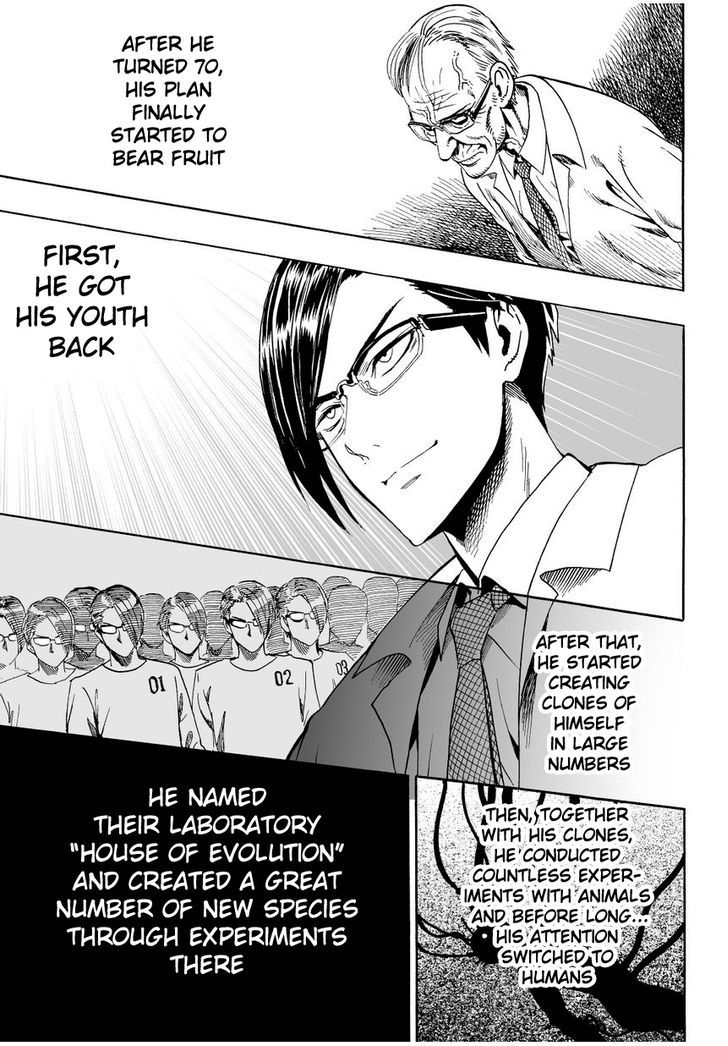 AFTER HE
TURNED 70,
HIS PLAN
FINALLY
STARTED TO
BEAR FRUIT
FIRST,
HE GOT
HIS YOUTH
BACK
01
02
03
AFTER THAT,
HE STARTED
CREATING
CLONES OF
HIMSELF
IN LARGE
NUMBERS
THEN, TOGETHER
WITH HIS CLONES,
HE CONDUCTED
COUNTLESS EXPER-
IMENTS WITH ANIMALS
AND BEFORE LONG...
HIS ATTENTION
SWITCHED TO
HUMANS
HE NAMED
THEIR LABORATORY
"HOUSE OF EVOLUTION"
AND CREATED A GREAT
NUMBER OF NEW SPECIES
THROUGH EXPERIMENTS
THERE